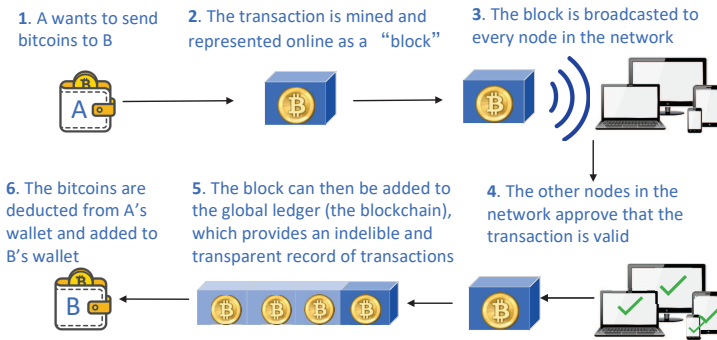 1. A wants to send
bitcoins to B
2. The transaction is mined and
represented online as a “block”
3. The block is broadcasted to
every node in the network
A
4. The other nodes in the
network approve that the
transaction is valid
5. The block can then be added to
the global ledger (the blockchain),
which provides an indelible and
transparent record of transactions
6. The bitcoins are
deducted from A's
wallet and added to
B's wallet
B